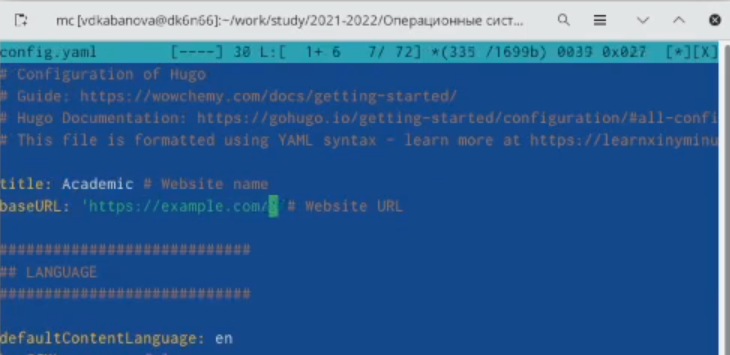 mc [vdkabanova@dk6n66]:~/work/study/2021-2022/Операционные сист...
config.yaml [----] 38 L:[ 1+ 6 7/ 72] *(335 /1699b) 0039 0x027 [*][X]
# Configuration of Hugo
# Guide: https://wowchemy.com/docs/getting-started/
# Hugo Documentation: https://gohugo.io/getting-started/configuration/#all-confi
# This file is formatted using YAML syntax - learn more at https://learnxinyminu
title: Academic # Website name
baseURL: 'https://example.com/' # Website URL
############################
## LANGUAGE
############################
defaultContentLanguage: en